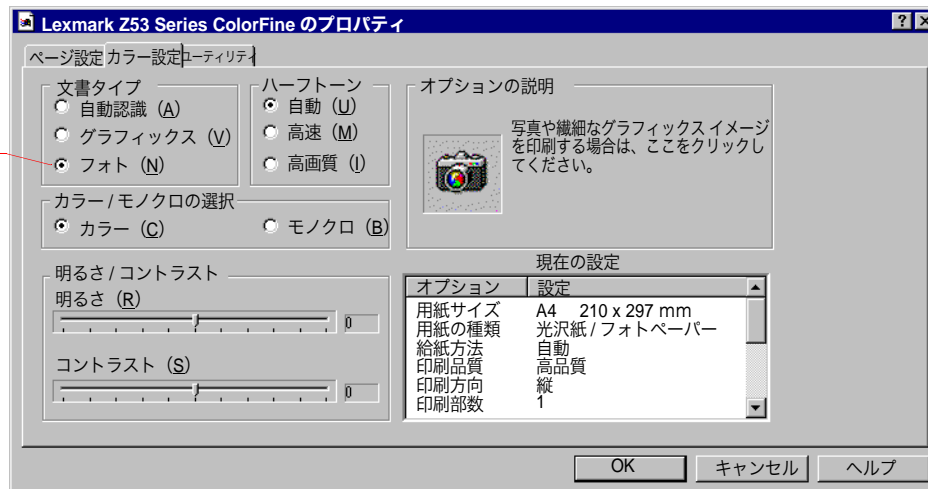 Lexmark Z53 Series ColorFine のプロパティ
ページ設定 カラー設定 ユーティリティ
文書タイプ
自動認識 (A)
グラフィックス (V)
フォト (N)
ハーフトーン
自動 (U)
高速 (M)
高画質 (I)
オプションの説明
写真や繊細なグラフィックス イメージ
を印刷する場合は、ここをクリックし
てください。
カラー / モノクロの選択
カラー (C)
モノクロ (B)
明るさ / コントラスト
明るさ (R)
0
コントラスト (S)
0
現在の設定
オプション 設定
用紙サイズ A4 210 x 297 mm
用紙の種類 光沢紙 / フォトペーパー
給紙方法 自動
印刷品質 高品質
印刷方向 縦
印刷部数 1
OK キャンセル ヘルプ